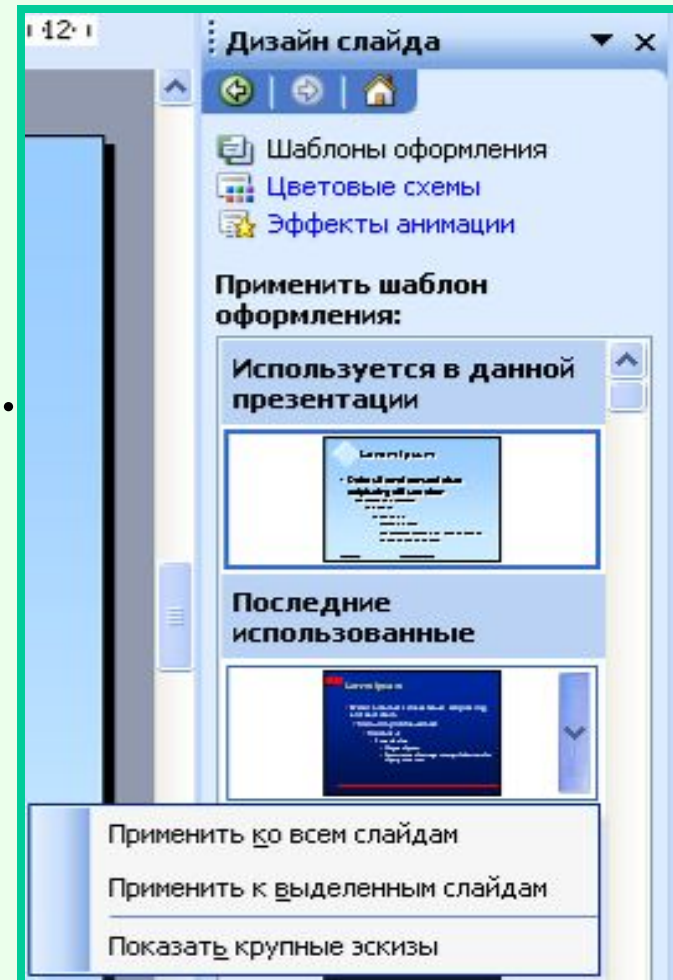 12
Дизайн слайда
Шаблоны оформления
Цветовые схемы
Эффекты анимации
Применить шаблон
оформления:
Используется в данной
презентации
Последние
использованные
Применить ко всем слайдам
Применить к выделенным слайдам
Показать крупные эскизы